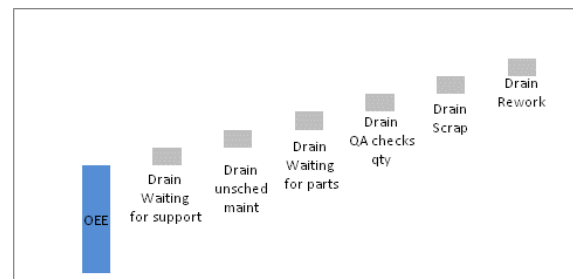 OEE
Drain
Waiting
for support
Drain
unsched
maint
Drain
Waiting
for parts
Drain
QA checks
qty
Drain
Scrap
Drain
Rework